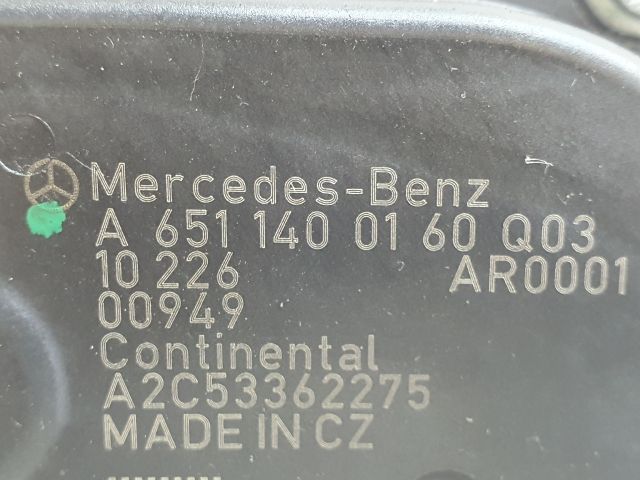 Mercedes-Benz
A 651 140 01 60 Q03
10 226 AR0001
00949
Continental
A2C53362275
MADE IN CZ